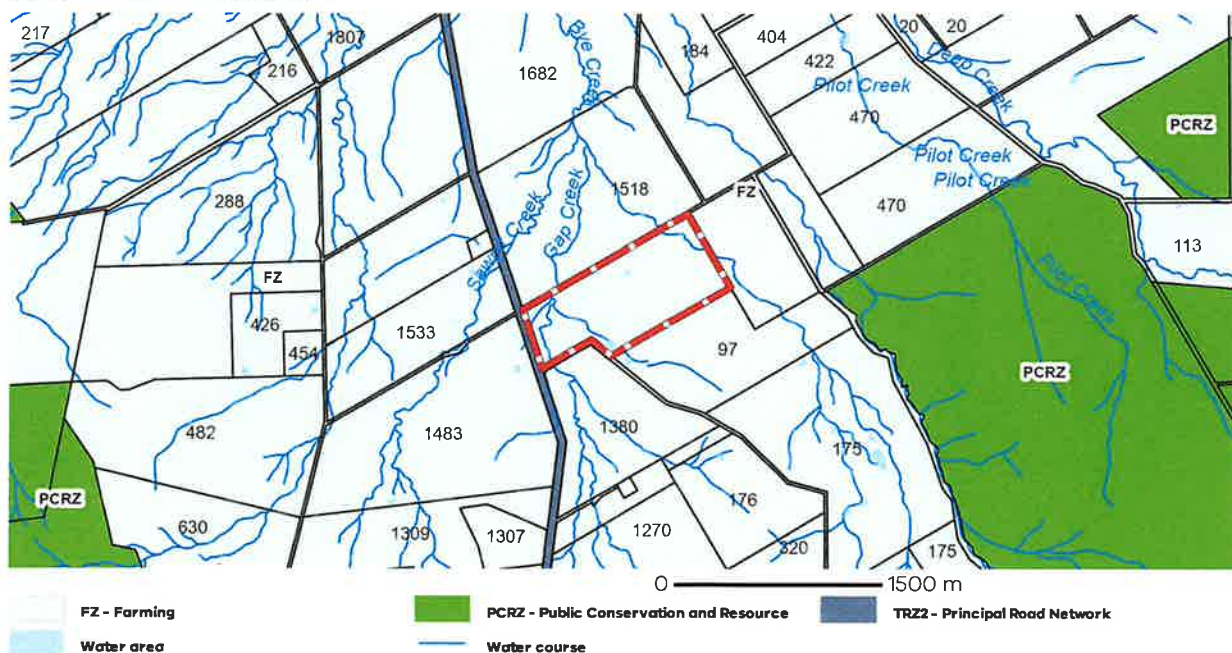 217
1807
216
1682
Bye Creek
184
404
20
20
422
Pilot Creek
Deep Creek
470
PCRZ
Pilot Creek
Pilot Creek
288
Creek
Gap Creek
1518
FZ
470
113
FZ
Pilot Creek
426
454
1533
97
PCRZ
482
1483
1380
175
PCRZ
630
1309
1307
1270
176
320
175
0 1500 m
FZ - Farming
PCRZ - Public Conservation and Resource
TRZ2 - Principal Road Network
Water area
Water course